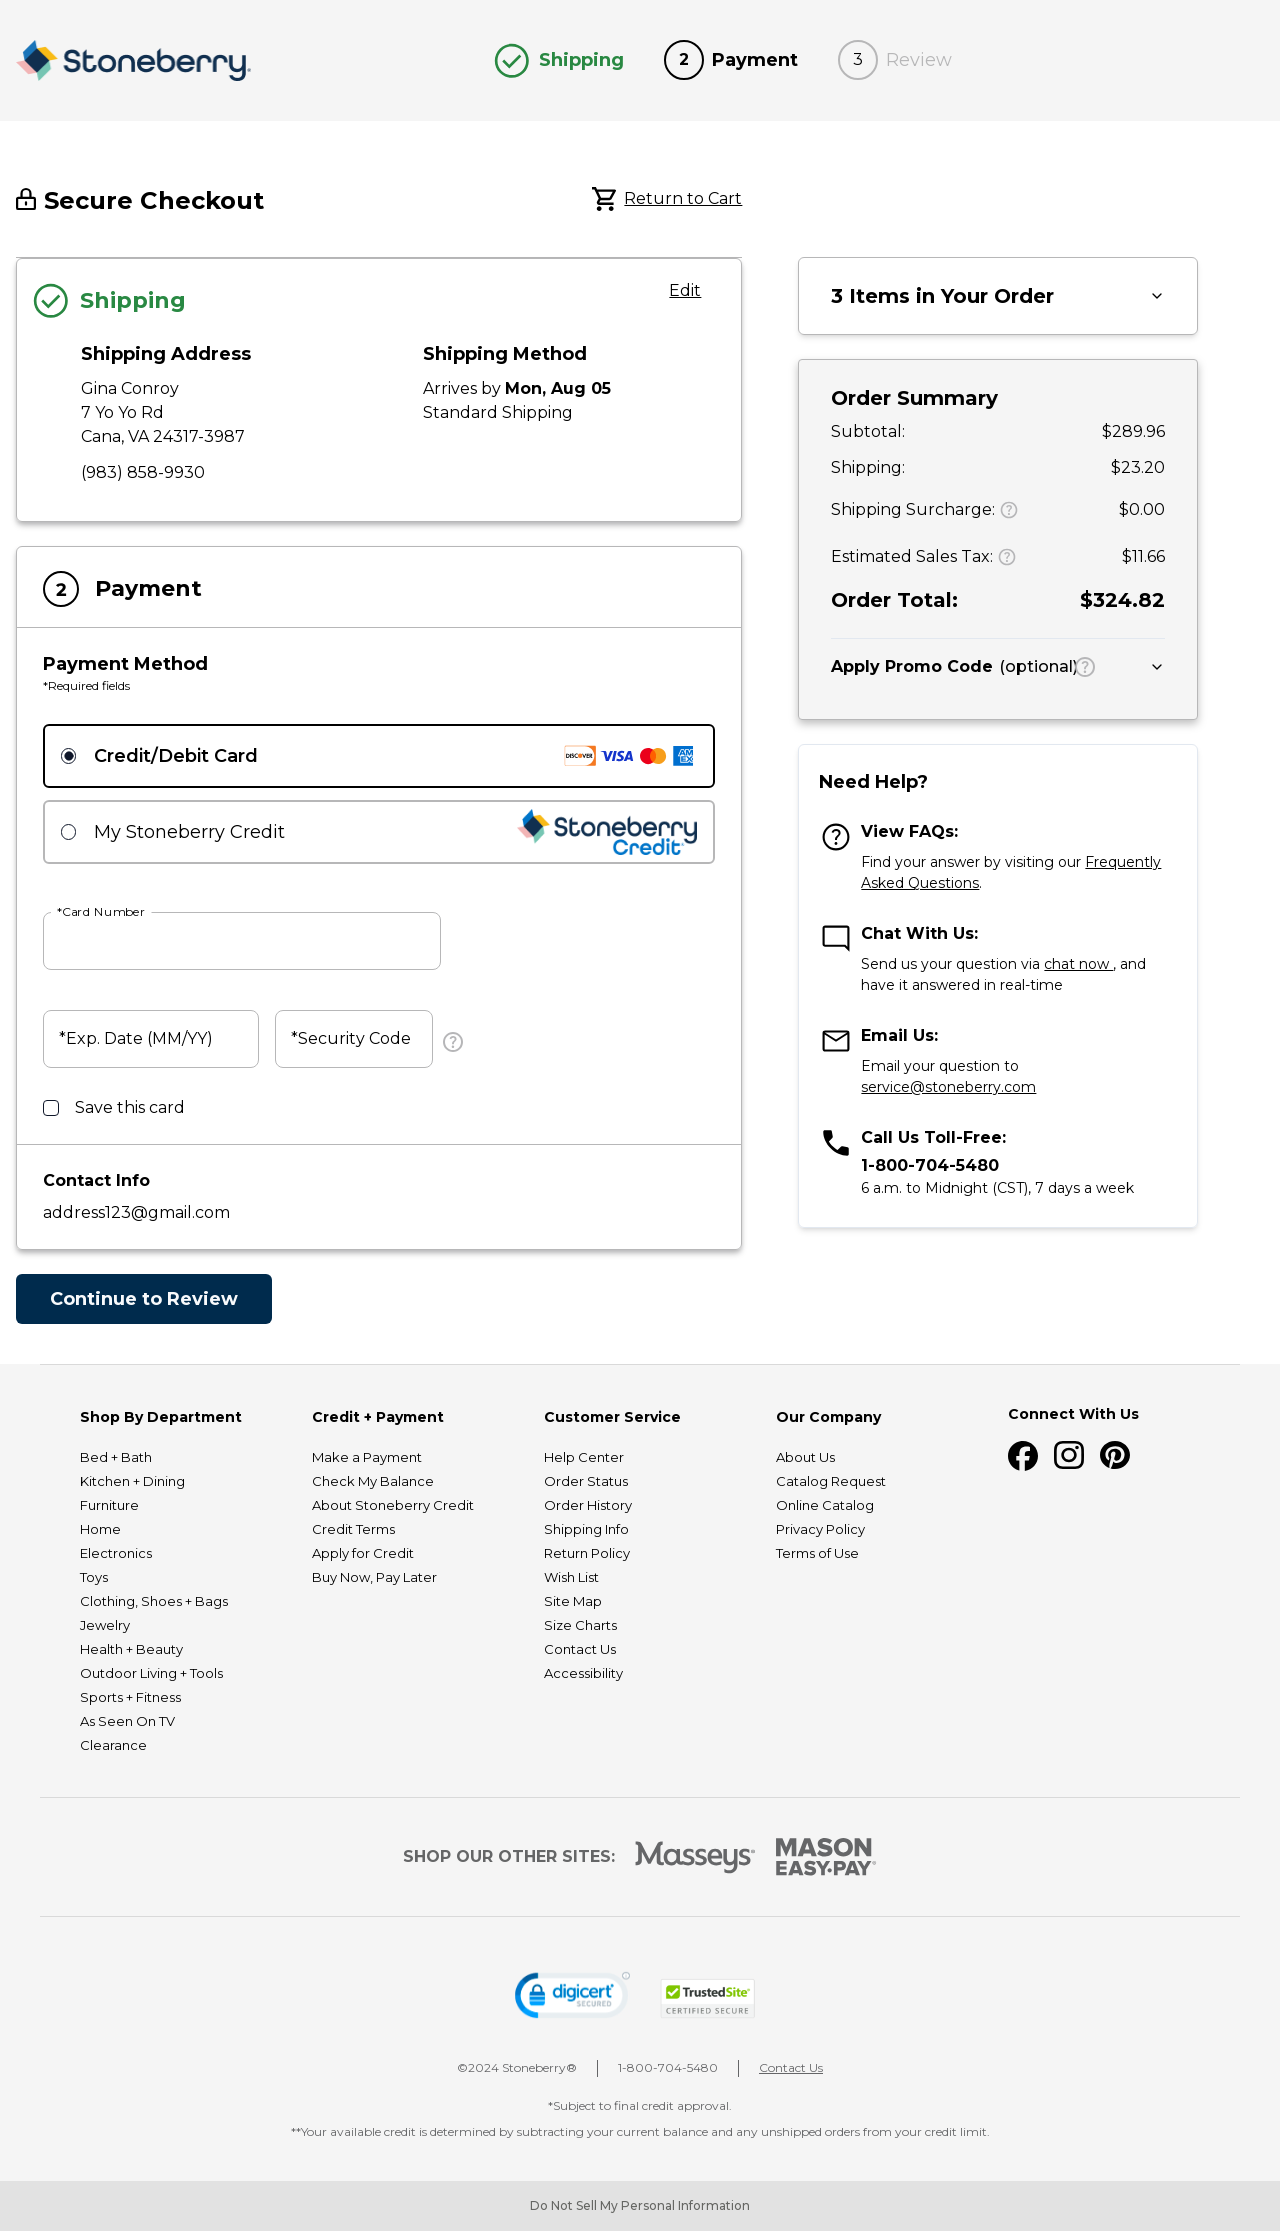 Stoneberry.
Shipping
2 Payment
3 Review
Secure Checkout
Return to Cart
Shipping
Edit
Shipping Address
Gina Conroy
7 Yo Yo Rd
Cana, VA 24317-3987
(983) 858-9930
Shipping Method
Arrives by Mon, Aug 05
Standard Shipping
2 Payment
Payment Method
*Required fields
Credit/Debit Card
DISCOVER VISA AMEX
My Stoneberry Credit
Stoneberry
Credit
*Card Number
*Exp. Date (MM/YY)
*Security Code
Save this card
Contact Info
address123@gmail.com
Continue to Review
3 Items in Your Order
Order Summary
Subtotal: $289.96
Shipping: $23.20
Shipping Surcharge: $0.00
Estimated Sales Tax: $11.66
Order Total: $324.82
Apply Promo Code (optional)
Need Help?
View FAQs:
Find your answer by visiting our Frequently
Asked Questions.
Chat With Us:
Send us your question via chat now , and
have it answered in real-time
Email Us:
Email your question to
service@stoneberry.com
Call Us Toll-Free:
1-800-704-5480
6 a.m. to Midnight (CST), 7 days a week
Shop By Department
Bed + Bath
Kitchen + Dining
Furniture
Home
Electronics
Toys
Clothing, Shoes + Bags
Jewelry
Health + Beauty
Outdoor Living + Tools
Sports + Fitness
As Seen On TV
Clearance
Credit + Payment
Make a Payment
Check My Balance
About Stoneberry Credit
Credit Terms
Apply for Credit
Buy Now, Pay Later
Customer Service
Help Center
Order Status
Order History
Shipping Info
Return Policy
Wish List
Site Map
Size Charts
Contact Us
Accessibility
Our Company
About Us
Catalog Request
Online Catalog
Privacy Policy
Terms of Use
Connect With Us
SHOP OUR OTHER SITES:
Masseys
MASON
EASY•PAY
digicert
SECURED
TrustedSite
CERTIFIED SECURE
©2024 Stoneberry®
1-800-704-5480
Contact Us
*Subject to final credit approval.
**Your available credit is determined by subtracting your current balance and any unshipped orders from your credit limit.
Do Not Sell My Personal Information